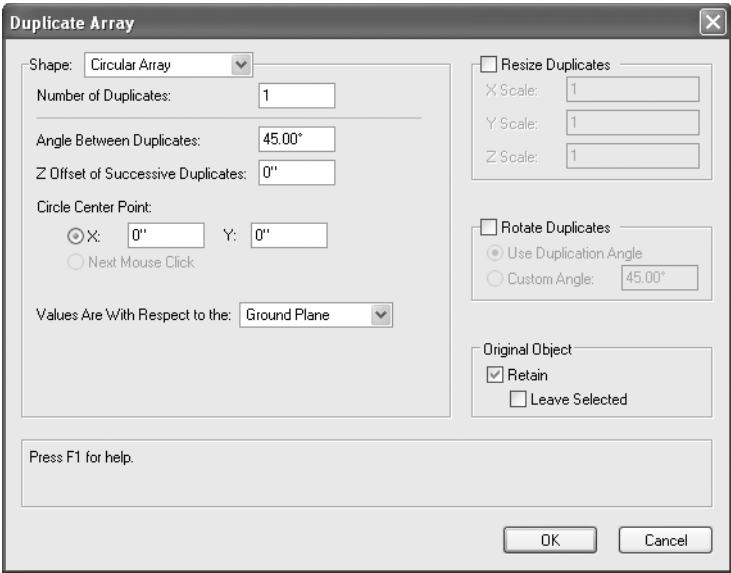 Duplicate Array
Shape: Circular Array
Number of Duplicates: 1
Angle Between Duplicates: 45.00°
Z Offset of Successive Duplicates: 0"
Circle Center Point:
X: 0" Y: 0"
Next Mouse Click
Values Are With Respect to the: Ground Plane
Resize Duplicates
X Scale: 1
Y Scale: 1
Z Scale: 1
Rotate Duplicates
Use Duplication Angle
Custom Angle: 45.00°
Original Object
Retain
Leave Selected
Press F1 for help.
OK Cancel